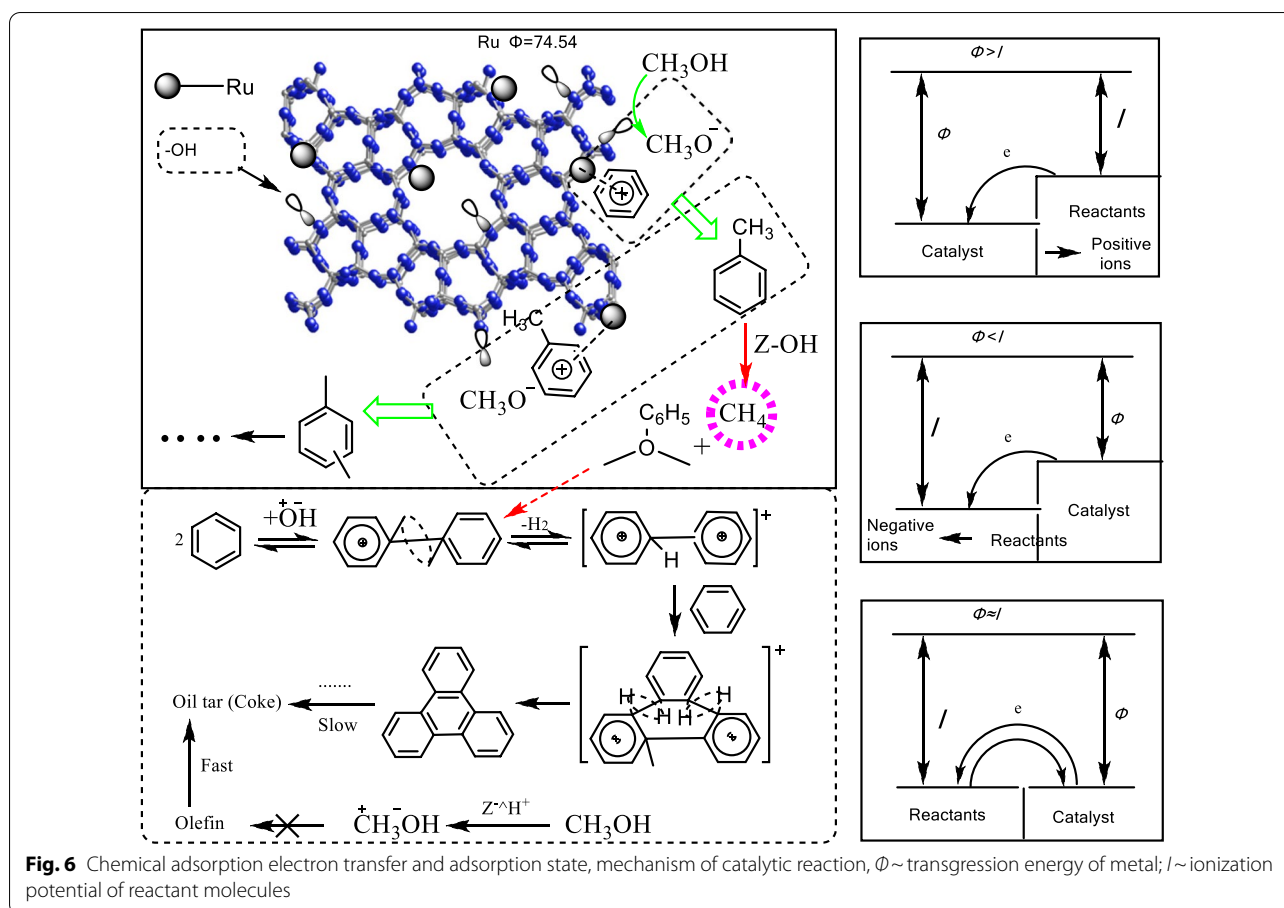 Ru Φ=74.54
Ru
-OH
CH₃OH
CH₃O⁻
+
CH₃
H₃C
+
CH₃O⁻
Z-OH
C₆H₅
O
+
CH₄
• • • •
2
+ȮH
+ −
+
-H₂
+
+
H
+
+
H H
H H
.......
Oil tar (Coke)
Slow
Fast
Olefin
+ −
CH₃OH
Z⁻^H⁺
CH₃OH
Φ>I
Φ
I
e
Reactants
Catalyst
Positive
ions
Φ<I
I
Φ
e
Catalyst
Negative
ions
Reactants
Φ≈I
I
Φ
e
Reactants
Catalyst
Fig. 6 Chemical adsorption electron transfer and adsorption state, mechanism of catalytic reaction, Φ ~ transgression energy of metal; I ~ ionization
potential of reactant molecules